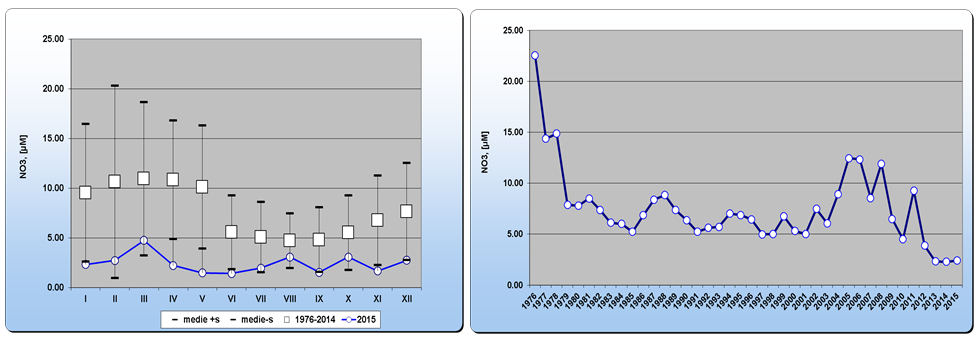 25.00
20.00
15.00
10.00
5.00
0.00
NO3, [µM]
I II III IV V VI VII VIII IX X XI XII
medie +s medie-s 1976-2014 2015
25.00
20.00
15.00
10.00
5.00
0.00
NO3, [µM]
1976 1977 1978 1979 1980 1981 1982 1983 1984 1985 1986 1987 1988 1989 1990 1991 1992 1993 1994 1995 1996 1997 1998 1999 2000 2001 2002 2003 2004 2005 2006 2007 2008 2009 2010 2011 2012 2013 2014 2015